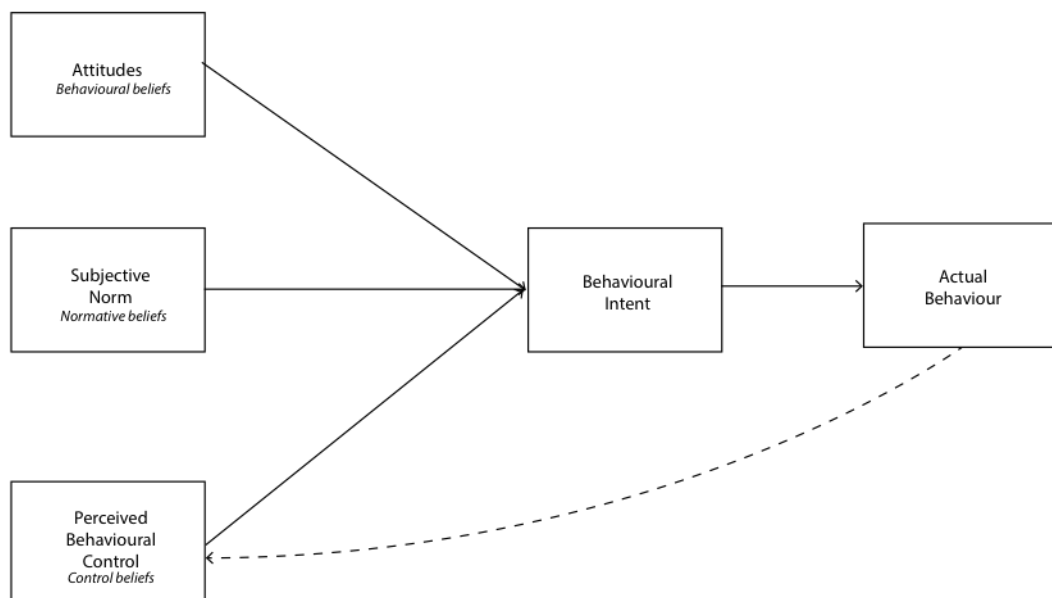 Attitudes
Behavioural beliefs
Subjective
Norm
Normative beliefs
Perceived
Behavioural
Control
Control beliefs
Behavioural
Intent
Actual
Behaviour